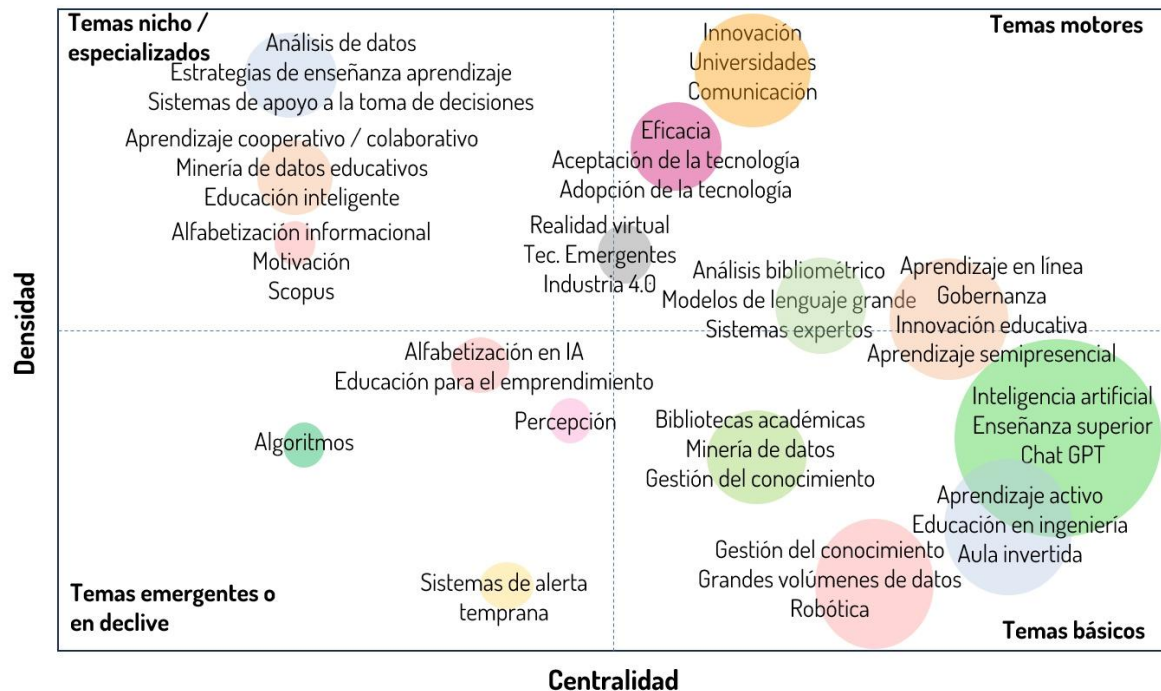 Temas nicho /
especializados
Análisis de datos
Estrategias de enseñanza aprendizaje
Sistemas de apoyo a la toma de decisiones
Aprendizaje cooperativo / colaborativo
Minería de datos educativos
Educación inteligente
Alfabetización informacional
Motivación
Scopus
Temas motores
Innovación
Universidades
Comunicación
Eficacia
Aceptación de la tecnología
Adopción de la tecnología
Realidad virtual
Tec. Emergentes
Industria 4.0
Análisis bibliométrico
Modelos de lenguaje grande
Sistemas expertos
Aprendizaje en línea
Gobernanza
Innovación educativa
Aprendizaje semipresencial
Densidad
Alfabetización en IA
Educación para el emprendimiento
Percepción
Algoritmos
Sistemas de alerta
temprana
Temas emergentes o
en declive
Inteligencia artificial
Enseñanza superior
Chat GPT
Bibliotecas académicas
Minería de datos
Gestión del conocimiento
Aprendizaje activo
Educación en ingeniería
Aula invertida
Gestión del conocimiento
Grandes volúmenes de datos
Robótica
Temas básicos
Centralidad